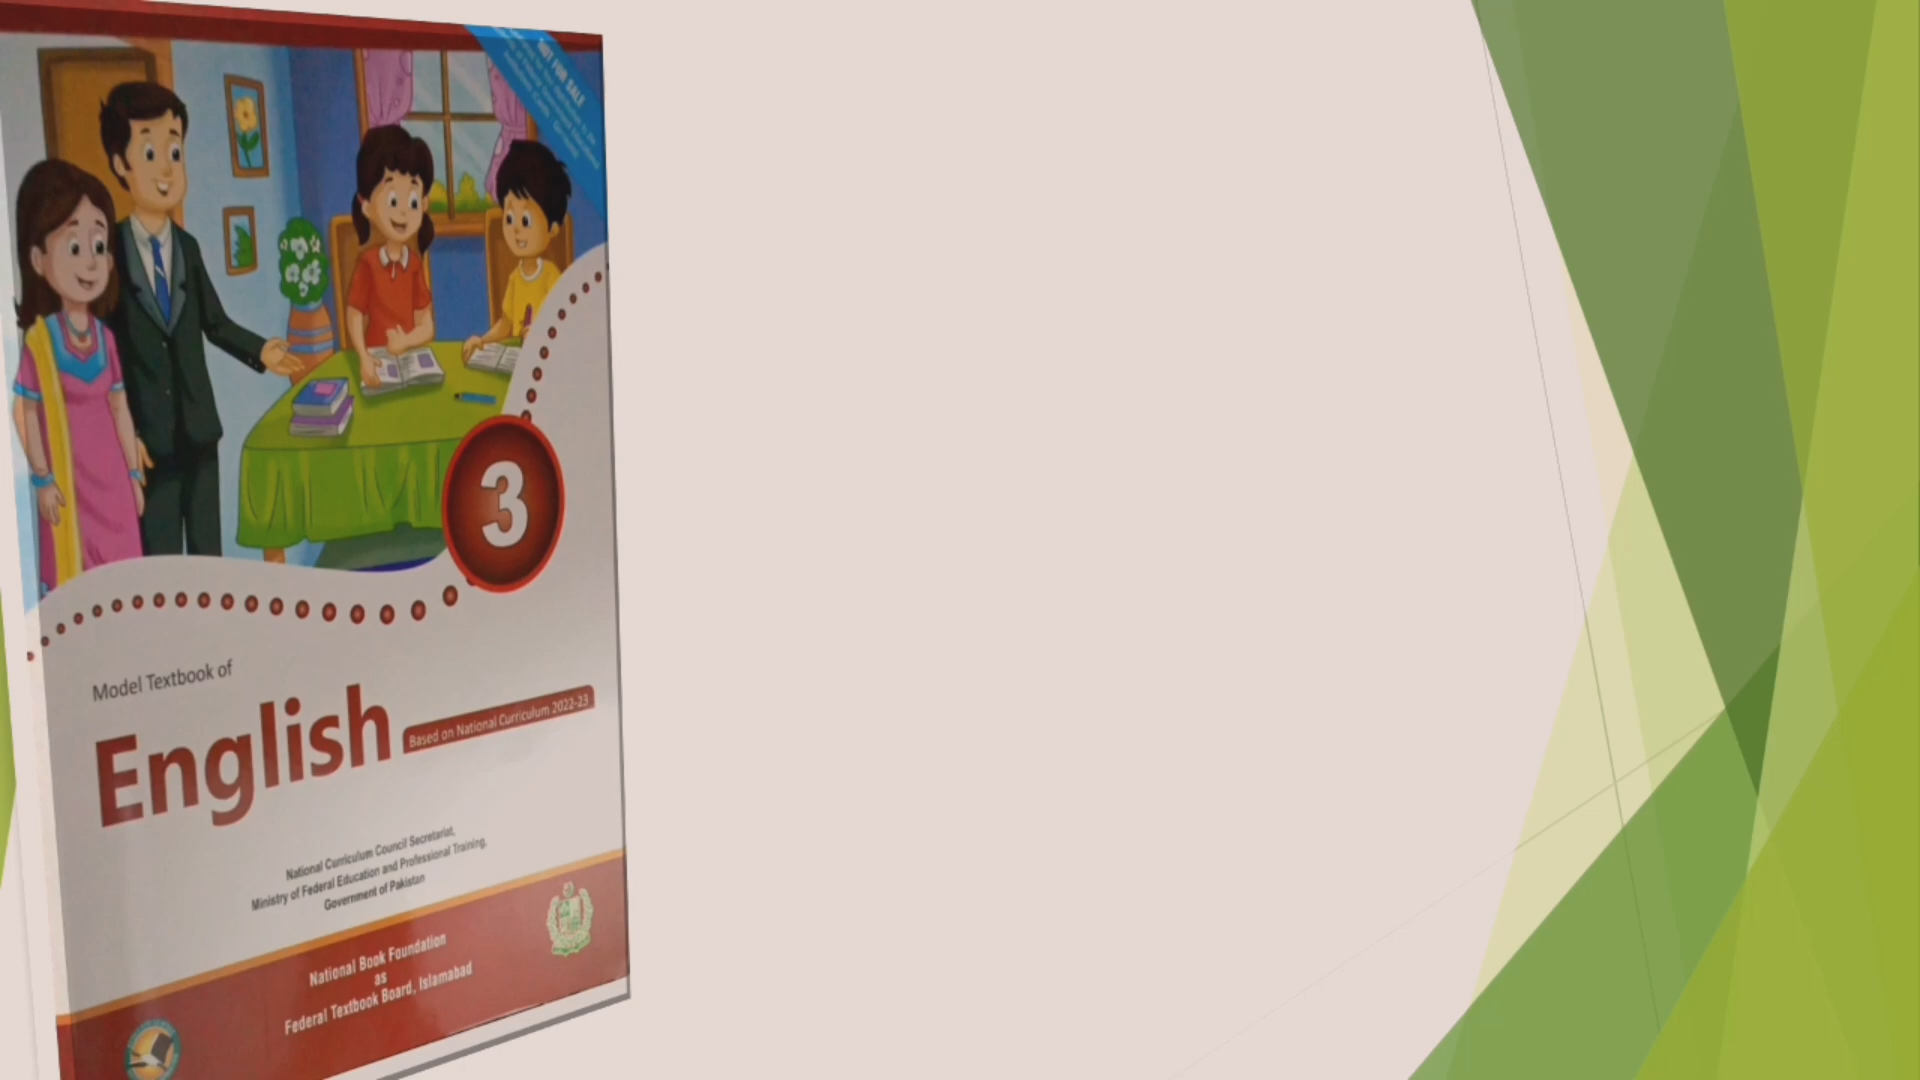 NOT FOR SALE
3
Model Textbook of
English
Based on National Curriculum 2022-23
National Curriculum Council Secretariat,
Ministry of Federal Education and Professional Training,
Government of Pakistan
National Book Foundation
as
Federal Textbook Board, Islamabad